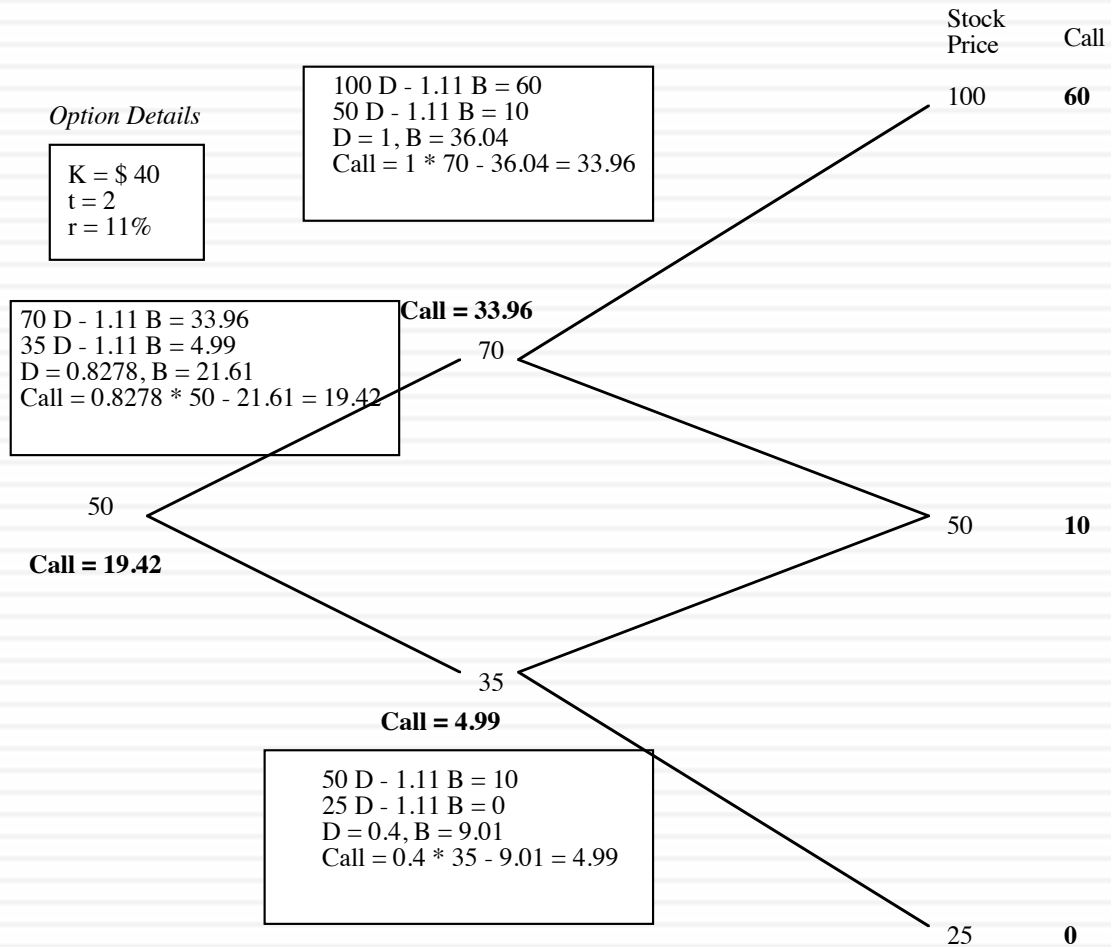 Stock
Price
Call
100 D - 1.11 B = 60
50 D - 1.11 B = 10
D = 1, B = 36.04
Call = 1 * 70 - 36.04 = 33.96
100
60
Option Details
K = $ 40
t = 2
r = 11%
70 D - 1.11 B = 33.96
35 D - 1.11 B = 4.99
D = 0.8278, B = 21.61
Call = 0.8278 * 50 - 21.61 = 19.42
Call = 33.96
70
50
Call = 19.42
50
10
35
Call = 4.99
50 D - 1.11 B = 10
25 D - 1.11 B = 0
D = 0.4, B = 9.01
Call = 0.4 * 35 - 9.01 = 4.99
25
0